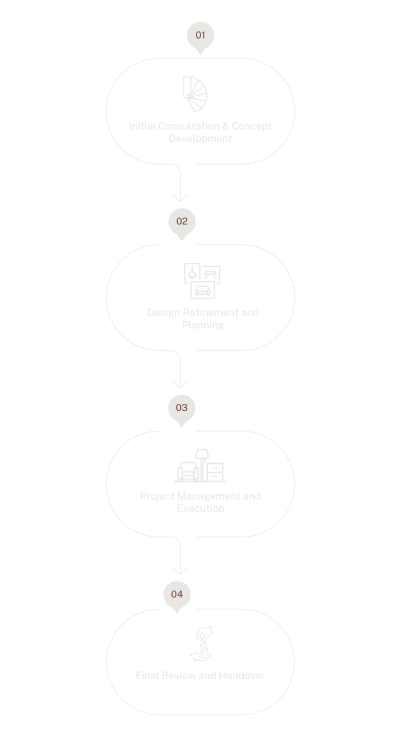 01
Initial Consultation & Concept
Development
02
Design Refinement and
Planning
03
Project Management and
Execution
04
Final Review and Handover